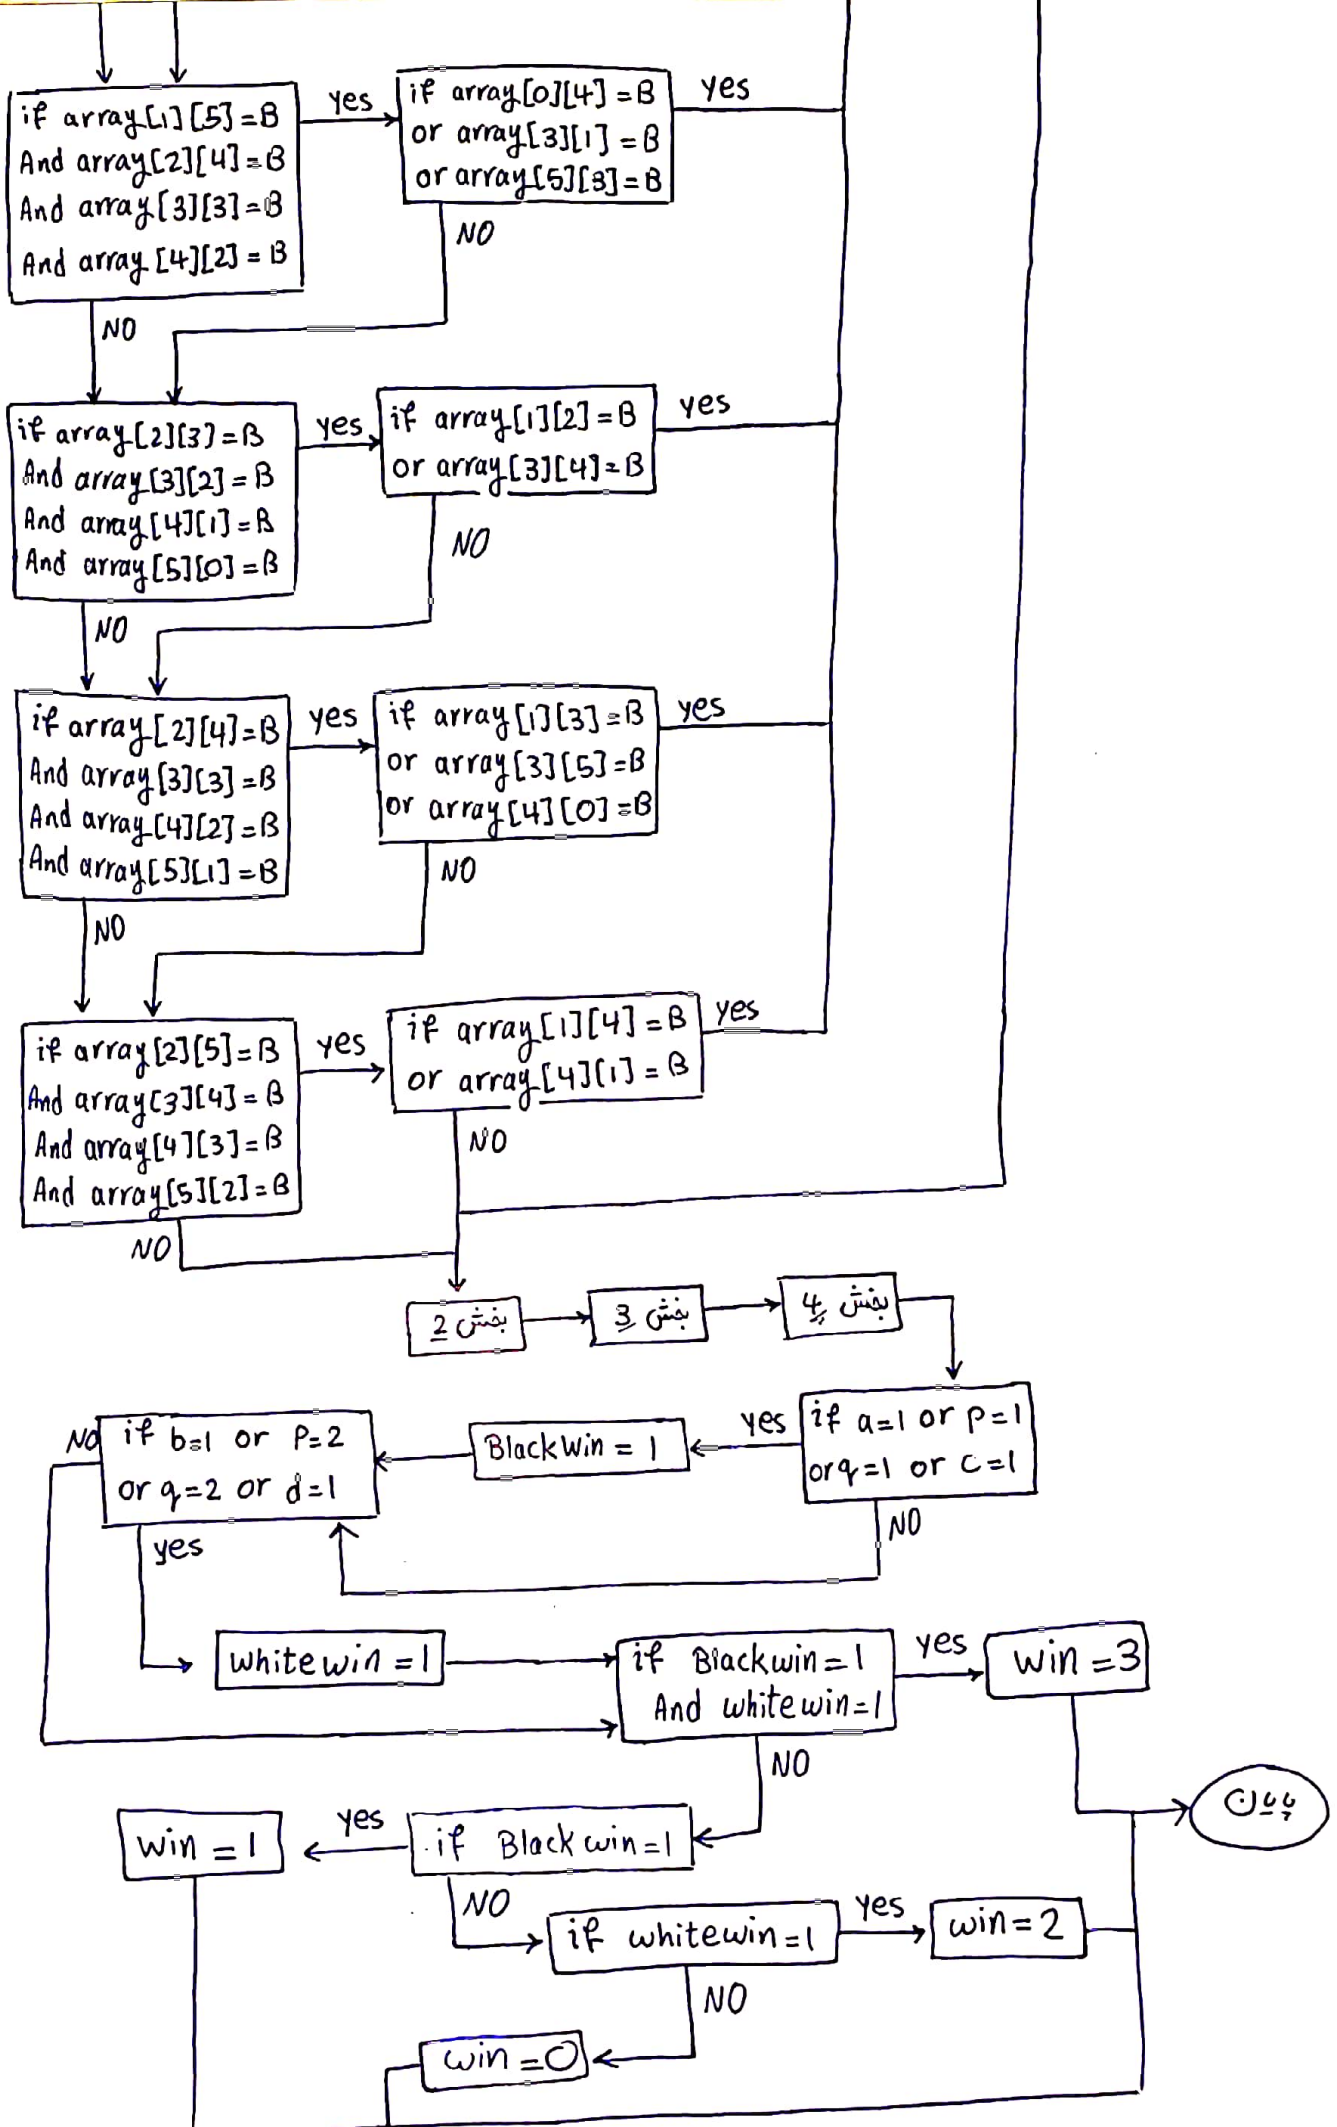 if array[1][5]=B
And array[2][4]=B
And array[3][3]=B
And array[4][2]=B
yes
if array[0][4]=B
or array[3][1]=B
or array[5][3]=B
yes
NO
NO
if array[2][3]=B
And array[3][2]=B
And array[4][1]=B
And array[5][0]=B
yes
if array[1][2]=B
or array[3][4]=B
yes
NO
NO
if array[2][4]=B
And array[3][3]=B
And array[4][2]=B
And array[5][1]=B
yes
if array[1][3]=B
or array[3][5]=B
or array[4][0]=B
yes
NO
NO
if array[2][5]=B
And array[3][4]=B
And array[4][3]=B
And array[5][2]=B
yes
if array[1][4]=B
or array[4][1]=B
yes
NO
NO
بخش 2
بخش 3
بخش 4
if a=1 or p=1
or q=1 or c=1
yes
NO
BlackWin = 1
if b=1 or P=2
or q=2 or d=1
NO
yes
white win = 1
if Blackwin=1
And whitewin=1
yes
win =3
NO
if Black win=1
yes
win = 1
NO
if whitewin=1
yes
win=2
NO
win =0
پایان